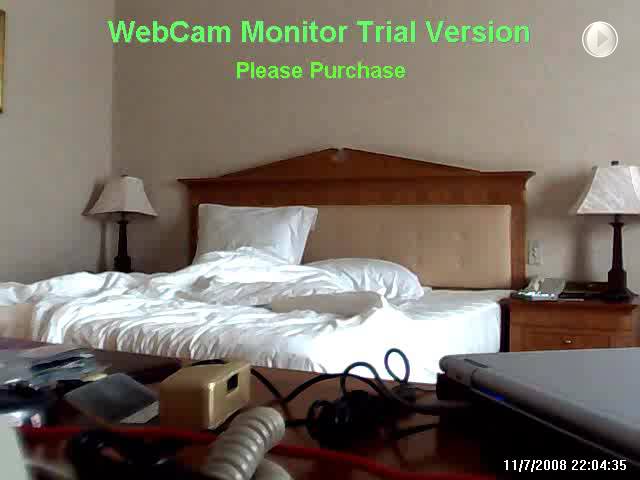 WebCam Monitor Trial Version
Please Purchase
11/7/2008 22:04:35